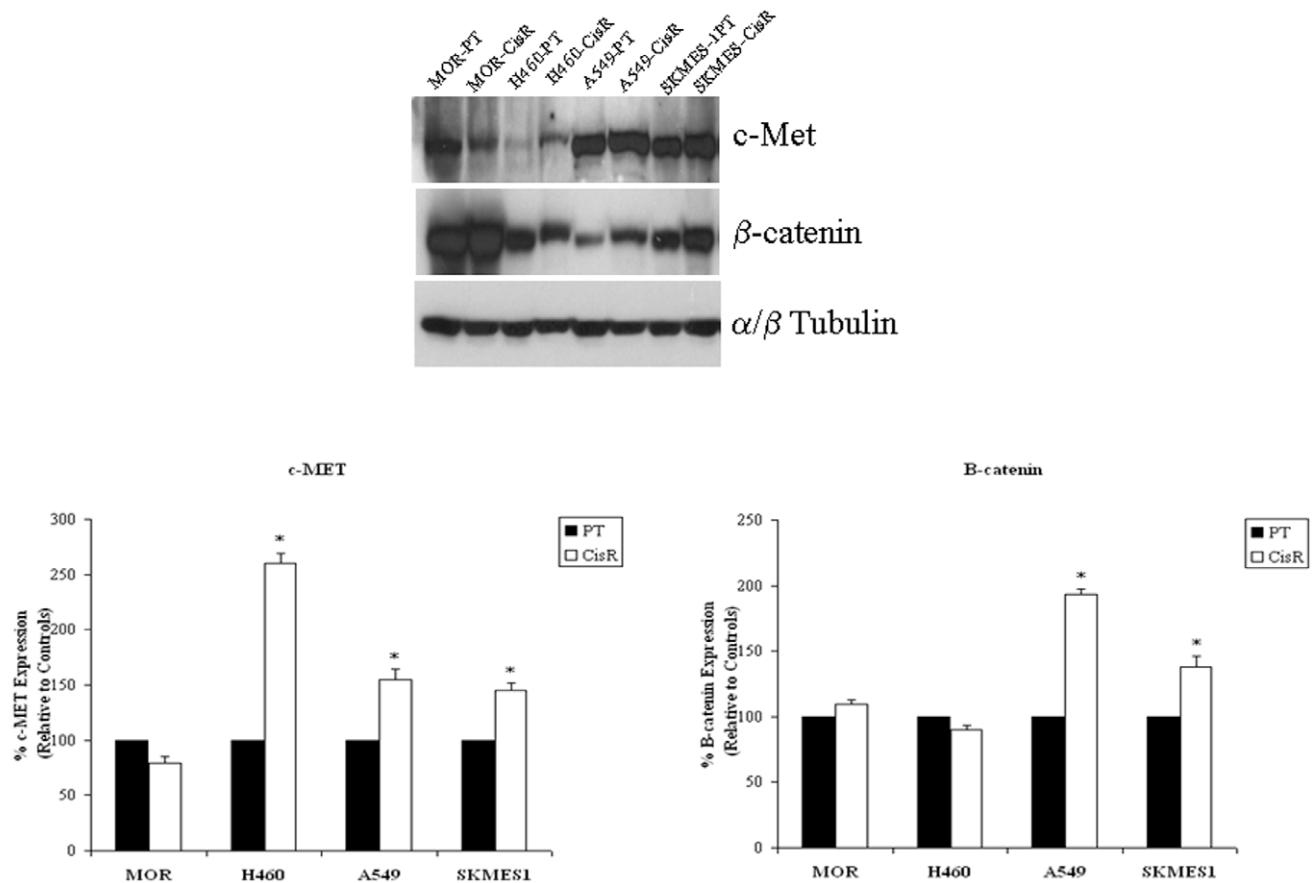 MOR-PT
MOR-CisR
H460-PT
H460-CisR
A549-PT
A549-CisR
SKMES-1PT
SKMES-CisR
c-Met
β-catenin
α/β Tubulin
c-MET
300
250
200
150
100
50
0
% c-MET Expression
(Relative to Controls)
*
*
*
PT
CisR
MOR H460 A549 SKMES1
B-catenin
250
200
150
100
50
0
% B-catenin Expression
(Relative to Controls)
*
*
PT
CisR
MOR H460 A549 SKMES1